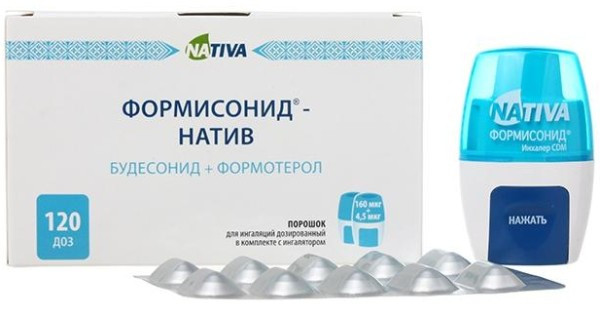 NATIVA
ФОРМИСОНИД®-
НАТИВ
БУДЕСОНИД + ФОРМОТЕРОЛ
120
ДОЗ
160 мкг
+
4,5 мкг
ПОРОШОК
для ингаляций дозированный
в комплекте с ингалятором
NATIVA
ФОРМИСОНИД®
Инхалер CDM
НАЖАТЬ